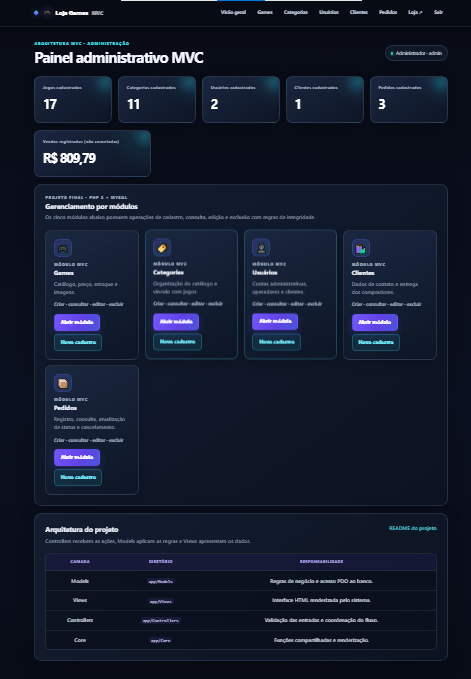 Loja Games MVC
Visão geral Games Categorias Usuários Clientes Pedidos Loja ↗ Sair
ARQUITETURA MVC · ADMINISTRAÇÃO
Painel administrativo MVC
Administrador · admin
Jogos cadastrados
17
Categorias cadastradas
11
Usuários cadastrados
2
Clientes cadastrados
1
Pedidos cadastrados
3
Vendas registradas (não canceladas)
R$ 809,79
PROJETO FINAL · PHP 8 + MYSQL
Gerenciamento por módulos
Os cinco módulos abaixo possuem operações de cadastro, consulta, edição e exclusão com regras de integridade.
MÓDULO MVC
Games
Catálogo, preço, estoque e
imagens.
Criar · consultar · editar · excluir
Abrir módulo
Novo cadastro
MÓDULO MVC
Categorias
Organização do catálogo e
vínculo com jogos.
Criar · consultar · editar · excluir
Abrir módulo
Novo cadastro
MÓDULO MVC
Usuários
Contas administrativas,
operadores e clientes.
Criar · consultar · editar · excluir
Abrir módulo
Novo cadastro
MÓDULO MVC
Clientes
Dados de contato e entrega
dos compradores.
Criar · consultar · editar · excluir
Abrir módulo
Novo cadastro
MÓDULO MVC
Pedidos
Registro, consulta, atualização
de status e cancelamento.
Criar · consultar · editar · excluir
Abrir módulo
Novo cadastro
Arquitetura do projeto
README do projeto
Controllers recebem as ações, Models aplicam as regras e Views apresentam os dados.
CAMADA DIRETÓRIO RESPONSABILIDADE
Models app/Models Regras de negócio e acesso PDO ao banco.
Views app/Views Interface HTML renderizada pelo sistema.
Controllers app/Controllers Validação das entradas e coordenação do fluxo.
Core app/Core Funções compartilhadas e renderização.